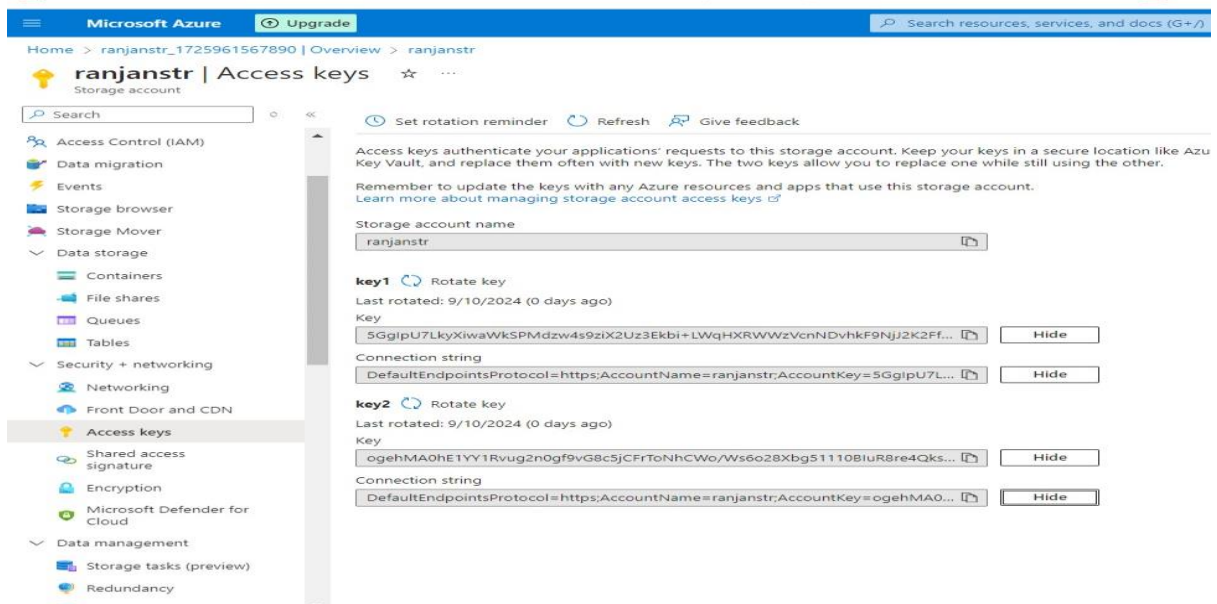 Microsoft Azure
Upgrade
Search resources, services, and docs (G+/)
Home > ranjanstr_1725961567890 | Overview > ranjanstr
ranjanstr | Access keys
Storage account
Search
Access Control (IAM)
Data migration
Events
Storage browser
Storage Mover
Data storage
Containers
File shares
Queues
Tables
Security + networking
Networking
Front Door and CDN
Access keys
Shared access
signature
Encryption
Microsoft Defender for
Cloud
Data management
Storage tasks (preview)
Redundancy
Set rotation reminder
Refresh
Give feedback
Access keys authenticate your applications' requests to this storage account. Keep your keys in a secure location like Azu
Key Vault, and replace them often with new keys. The two keys allow you to replace one while still using the other.
Remember to update the keys with any Azure resources and apps that use this storage account.
Learn more about managing storage account access keys
Storage account name
ranjanstr
key1 Rotate key
Last rotated: 9/10/2024 (0 days ago)
Key
Hide
Connection string
DefaultEndpointsProtocol=https;AccountName=ranjanstr;AccountKey=
Hide
key2 Rotate key
Last rotated: 9/10/2024 (0 days ago)
Key
Hide
Connection string
DefaultEndpointsProtocol=https;AccountName=ranjanstr;AccountKey=
Hide